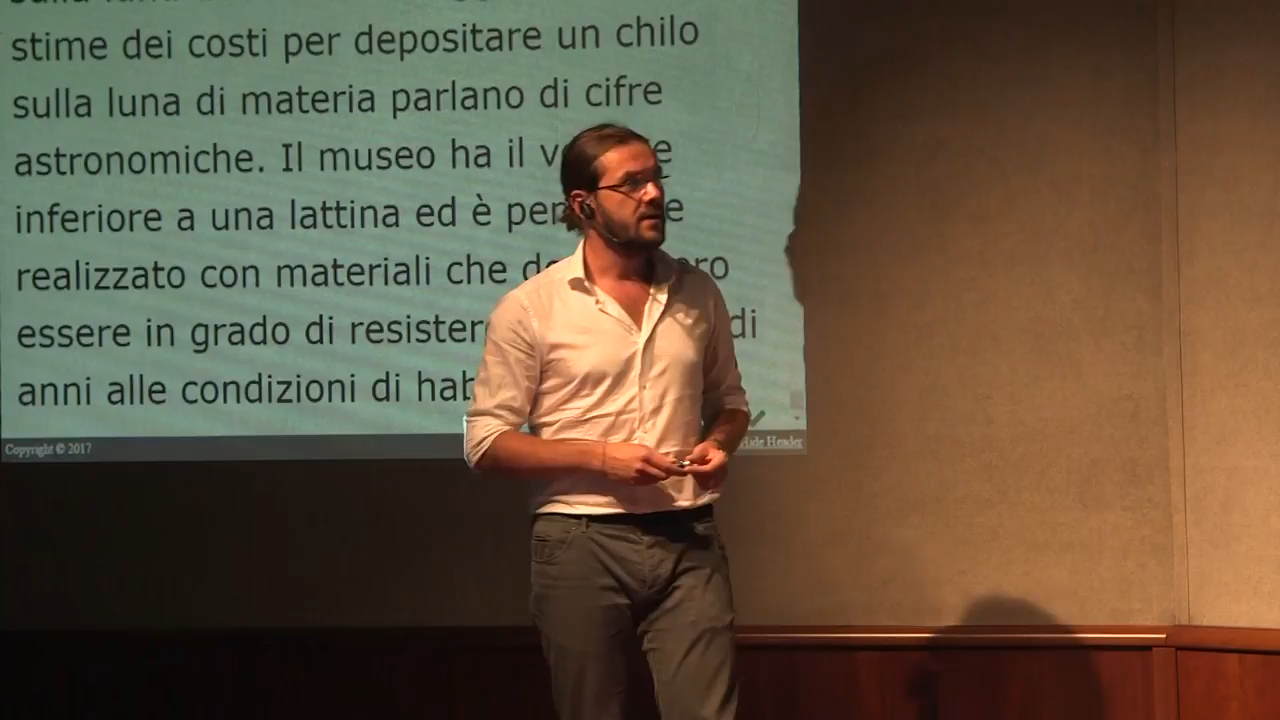 stime dei costi per depositare un chilo
sulla luna di materia parlano di cifre
astronomiche. Il museo ha il
inferiore a una lattina ed è
realizzato con materiali che
essere in grado di di
anni alle condizioni di
Copyright © 2017
Hide Header